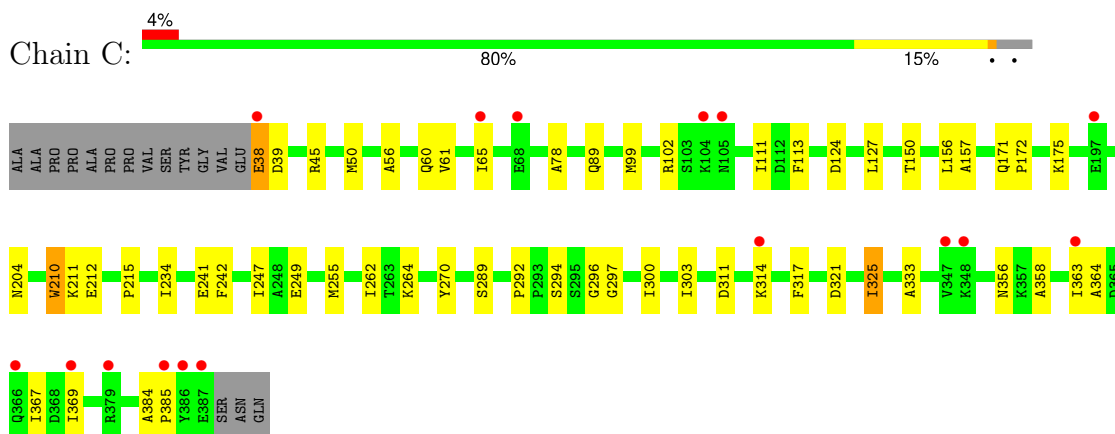 4%
Chain C:
80% 15% • •
ALA ALA PRO PRO ALA PRO PRO VAL SER TYR GLY VAL GLU E38 D39 R45 M50 A56 Q60 V61 I65 E68 A78 Q89 M99 R102 S103 K104 N105 I111 D112 F113 D124 L127 T150 L156 A157 Q171 P172 K175 E197
N204 W210 K211 E212 P215 I234 E241 F242 I247 A248 E249 M255 I262 T263 K264 Y270 S289 P292 P293 S294 S295 G296 G297 I300 I303 D311 K314 F317 D321 I325 A333 V347 K348 N356 K357 A358 I363 A364 D365
Q366 I367 D368 I369 R379 A384 P385 Y386 E387 SER ASN GLN